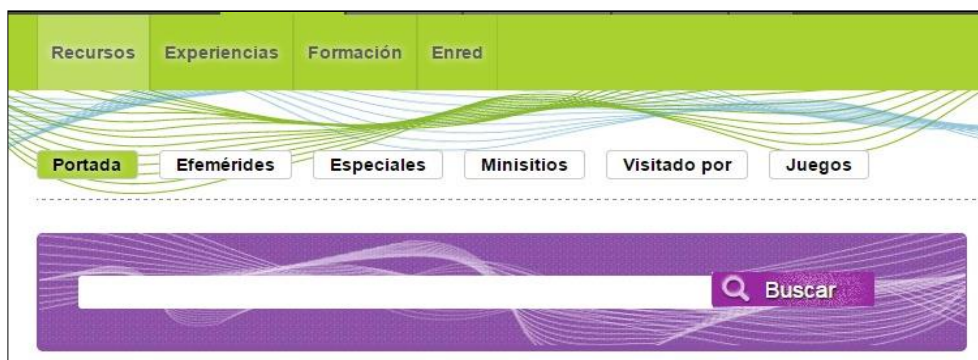 Recursos Experiencias Formación Enred
Portada Efemérides Especiales Minisitios Visitado por Juegos
Buscar